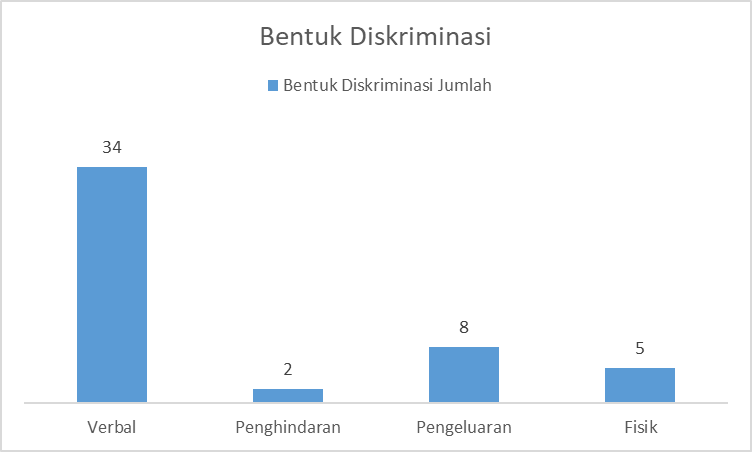 Bentuk Diskriminasi
Bentuk Diskriminasi Jumlah
34
2
8
5
Verbal
Penghindaran
Pengeluaran
Fisik